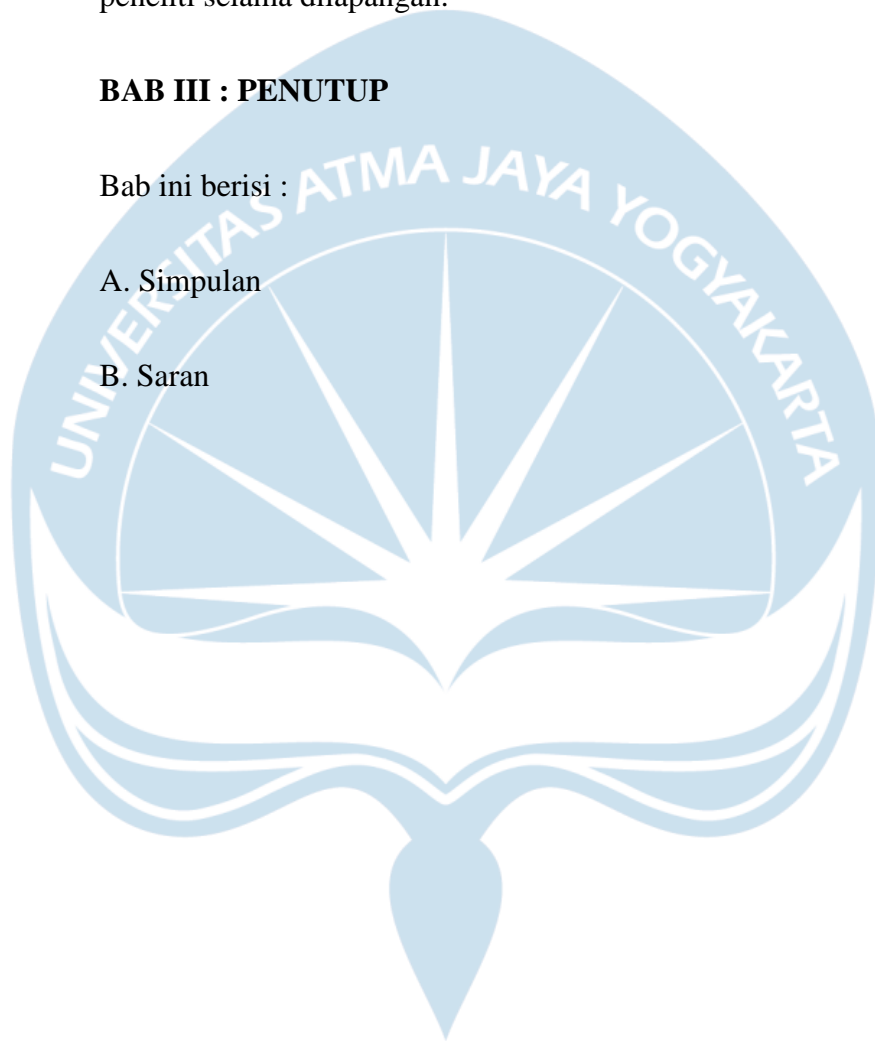 peneliti selama dilapangan.
BAB III : PENUTUP
Bab ini berisi :
A. Simpulan
B. Saran
UNIVERSITAS ATMA JAYA YOGYAKARTA